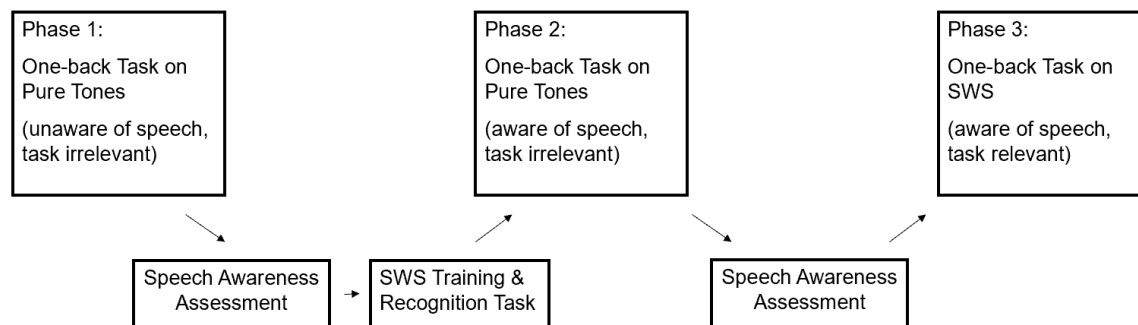 Phase 1:
One-back Task on
Pure Tones
(unaware of speech,
task irrelevant)
Speech Awareness
Assessment
SWS Training &
Recognition Task
Phase 2:
One-back Task on
Pure Tones
(aware of speech,
task irrelevant)
Speech Awareness
Assessment
Phase 3:
One-back Task on
SWS
(aware of speech,
task relevant)